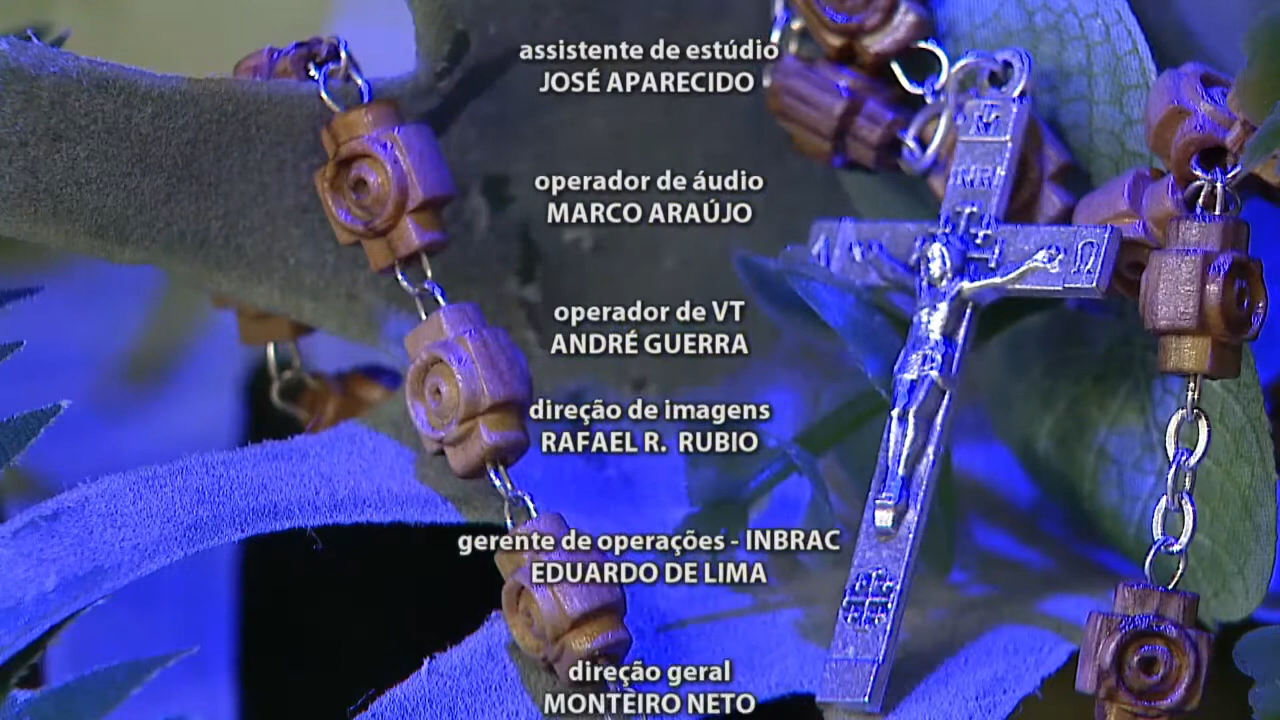 assistente de estúdio
JOSÉ APARECIDO
operador de áudio
MARCO ARAÚJO
operador de VT
ANDRÉ GUERRA
direção de imagens
RAFAEL R. RUBIO
gerente de operações - INBRAC
EDUARDO DE LIMA
direção geral
MONTEIRO NETO